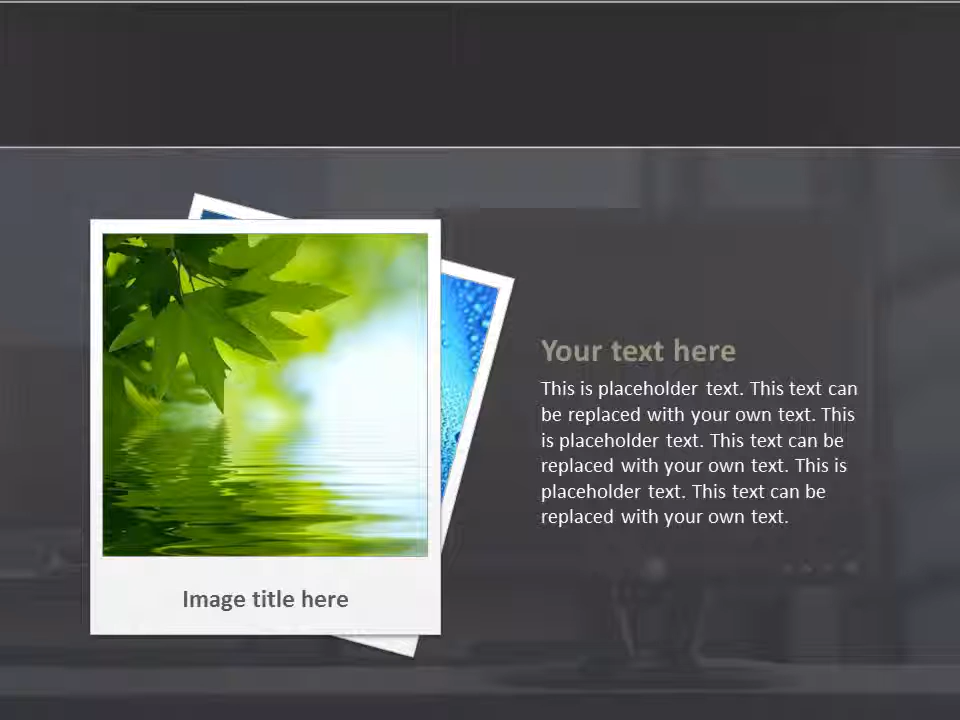 Your text here
This is placeholder text. This text can
be replaced with your own text. This
is placeholder text. This text can be
replaced with your own text. This is
placeholder text. This text can be
replaced with your own text.
Image title here